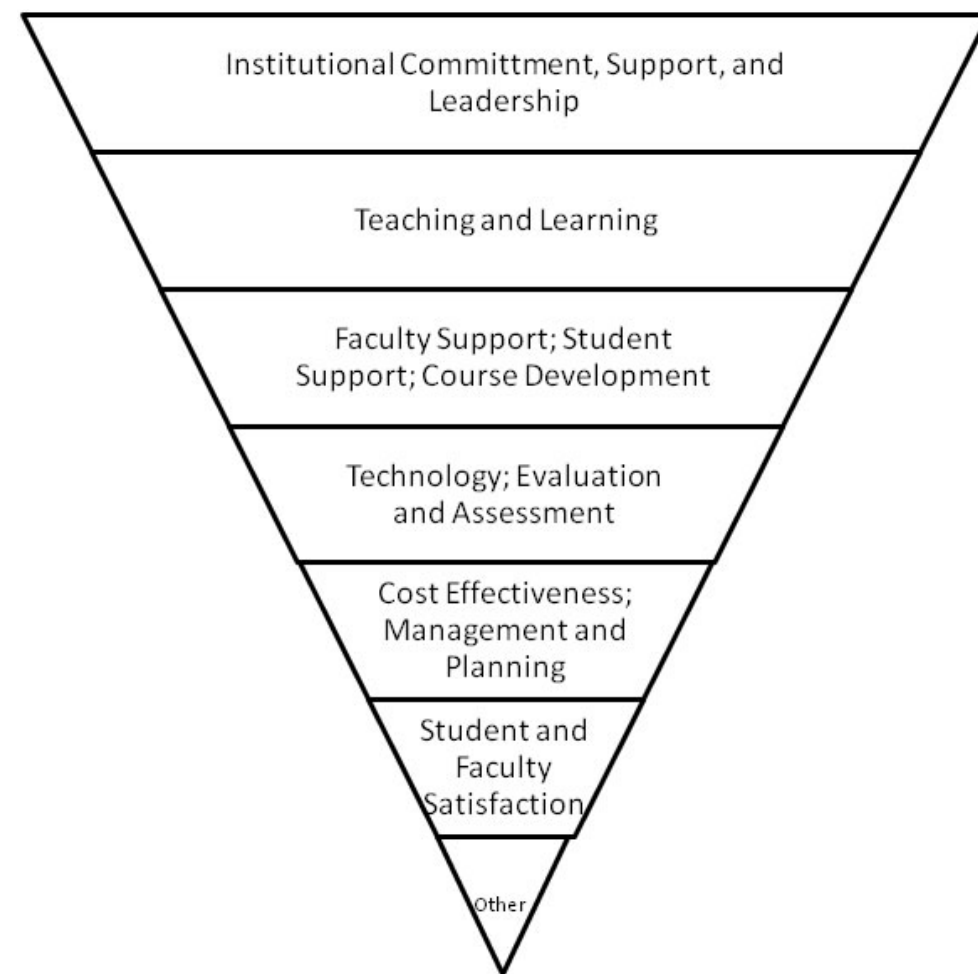 Institutional Committment, Support, and
Leadership
Teaching and Learning
Faculty Support; Student
Support; Course Development
Technology; Evaluation
and Assessment
Cost Effectiveness;
Management and
Planning
Student and
Faculty
Satisfaction
Other